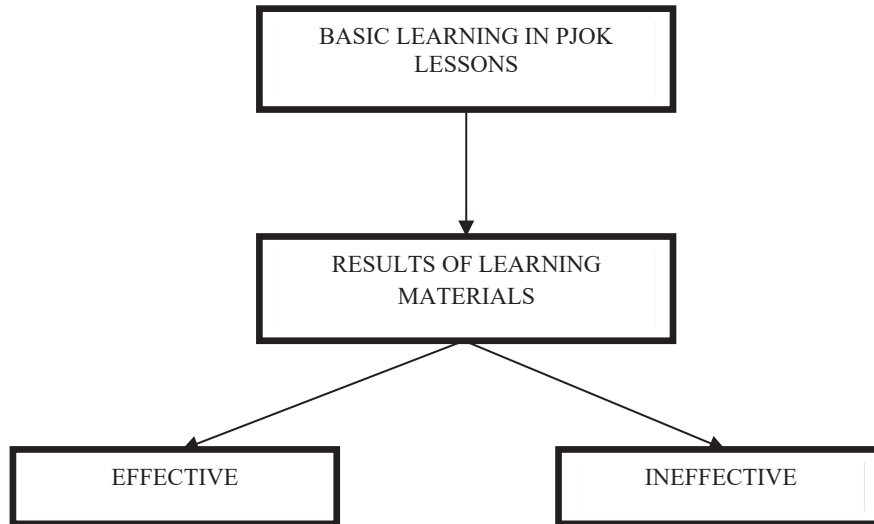 BASIC LEARNING IN PJOK
LESSONS
RESULTS OF LEARNING
MATERIALS
EFFECTIVE
INEFFECTIVE